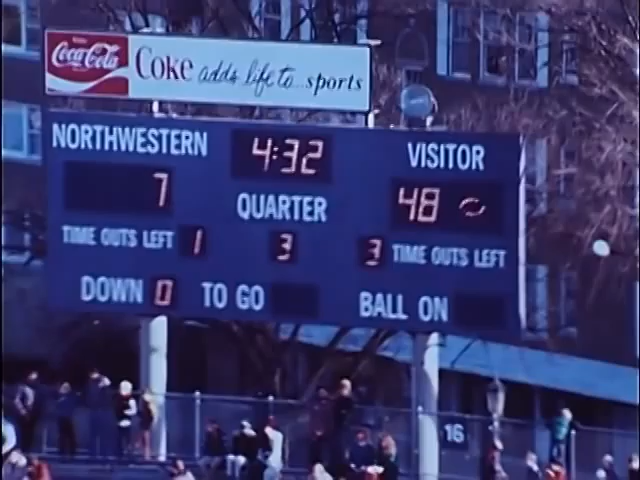 Coca-Cola Coke adds life to... sports
NORTHWESTERN 4:32 VISITOR
7 QUARTER 48
TIME OUTS LEFT 1 3 3 TIME OUTS LEFT
DOWN 0 TO GO BALL ON
16